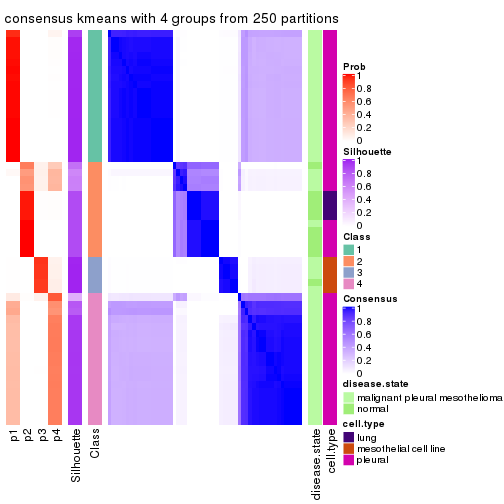 consensus kmeans with 4 groups from 250 partitions
Prob
1
0.8
0.6
0.4
0.2
0
Silhouette
1
0.8
0.6
0.4
0.2
0
Class
1
2
3
4
Consensus
1
0.8
0.6
0.4
0.2
0
disease.state
malignant pleural mesothelioma
normal
cell.type
lung
mesothelial cell line
pleural
p1
p2
p3
p4
Silhouette
Class
disease.state
cell.type